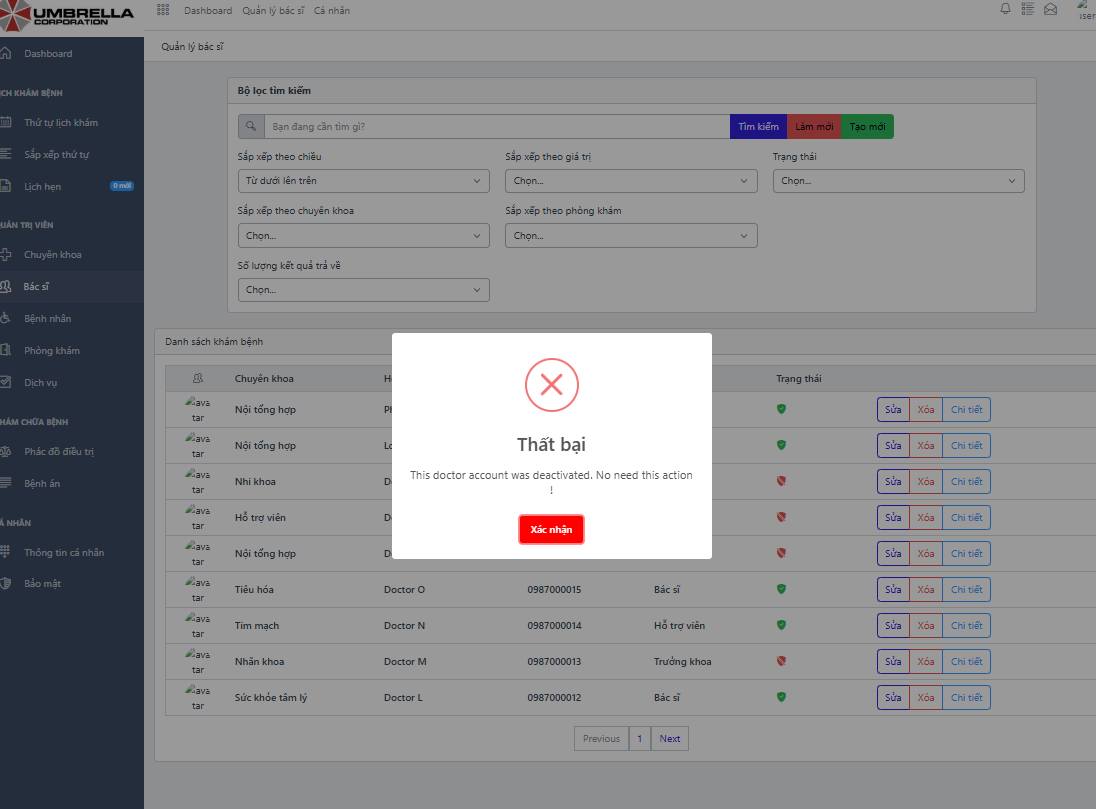 UMBRELLA
CORPORATION
Dashboard Quản lý bác sĩ Cá nhân
user
Dashboard
Quản lý bác sĩ
Bộ lọc tìm kiếm
Bạn đang cần tìm gì?
Tìm kiếm Làm mới Tạo mới
Sắp xếp theo chiều Sắp xếp theo giá trị Trạng thái
Từ dưới lên trên Chọn... Chọn...
Sắp xếp theo chuyên khoa Sắp xếp theo phòng khám
Chọn... Chọn...
Số lượng kết quả trả về
Chọn...
ỊCH KHÁM BỆNH
Thứ tự lịch khám
Sắp xếp thứ tự
Lịch hẹn 0 mới
UẢN TRỊ VIÊN
Chuyên khoa
Bác sĩ
Bệnh nhân
Phòng khám
Dịch vụ
HÁM CHỮA BỆNH
Phác đồ điều trị
Bệnh án
Á NHÂN
Thông tin cá nhân
Bảo mật
Danh sách khám bệnh
Chuyên khoa H Trạng thái
avatar Nội tổng hợp Ph Sửa Xóa Chi tiết
avatar Nội tổng hợp Lo Sửa Xóa Chi tiết
avatar Nhi khoa D Sửa Xóa Chi tiết
avatar Hỗ trợ viên D Sửa Xóa Chi tiết
avatar Nội tổng hợp D Sửa Xóa Chi tiết
avatar Tiêu hóa Doctor O 0987000015 Bác sĩ Sửa Xóa Chi tiết
avatar Tim mạch Doctor N 0987000014 Hỗ trợ viên Sửa Xóa Chi tiết
avatar Nhãn khoa Doctor M 0987000013 Trưởng khoa Sửa Xóa Chi tiết
avatar Sức khỏe tâm lý Doctor L 0987000012 Bác sĩ Sửa Xóa Chi tiết
Previous 1 Next
Thất bại
This doctor account was deactivated. No need this action
!
Xác nhận